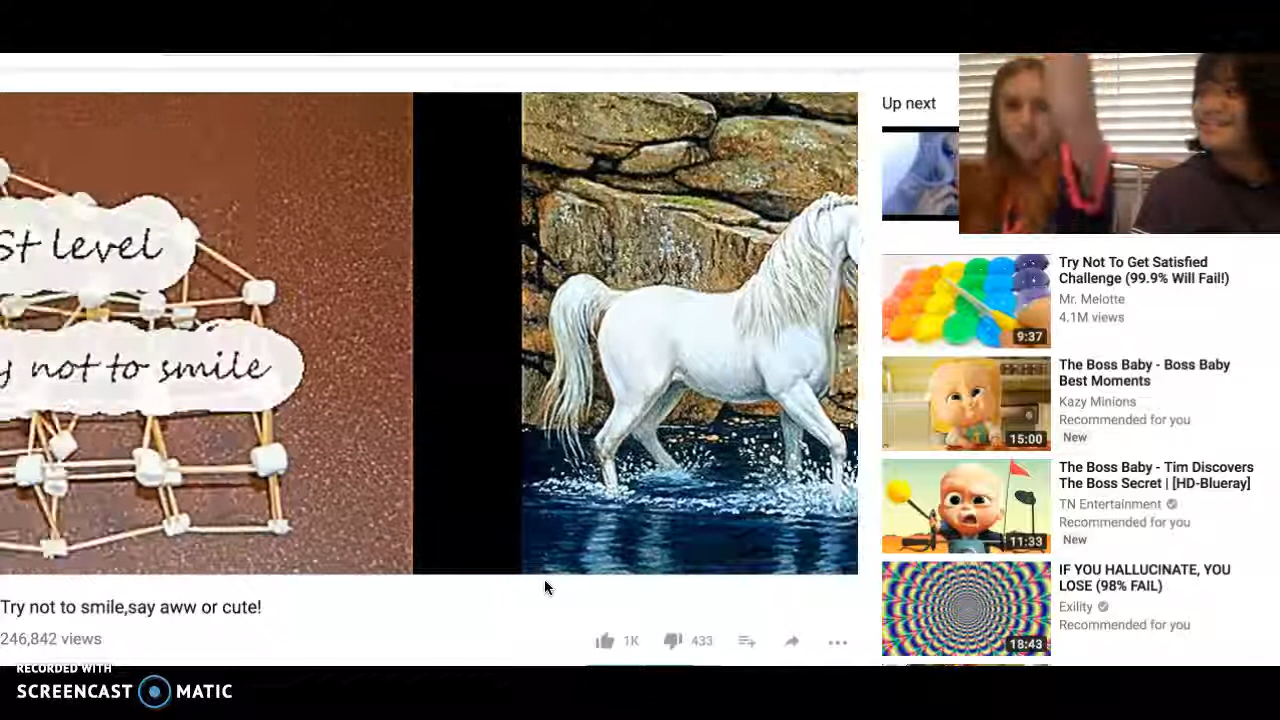 Up next
st level
y not to smile
Try Not To Get Satisfied
Challenge (99.9% Will Fail!)
Mr. Melotte
4.1M views
9:37
The Boss Baby - Boss Baby
Best Moments
Kazy Minions
Recommended for you
New
15:00
The Boss Baby - Tim Discovers
The Boss Secret | [HD-Blueray]
TN Entertainment
Recommended for you
New
11:33
IF YOU HALLUCINATE, YOU
LOSE (98% FAIL)
Exility
Recommended for you
18:43
Try not to smile,say aww or cute!
246,842 views
1K
433
RECORDED WITH
SCREENCAST MATIC